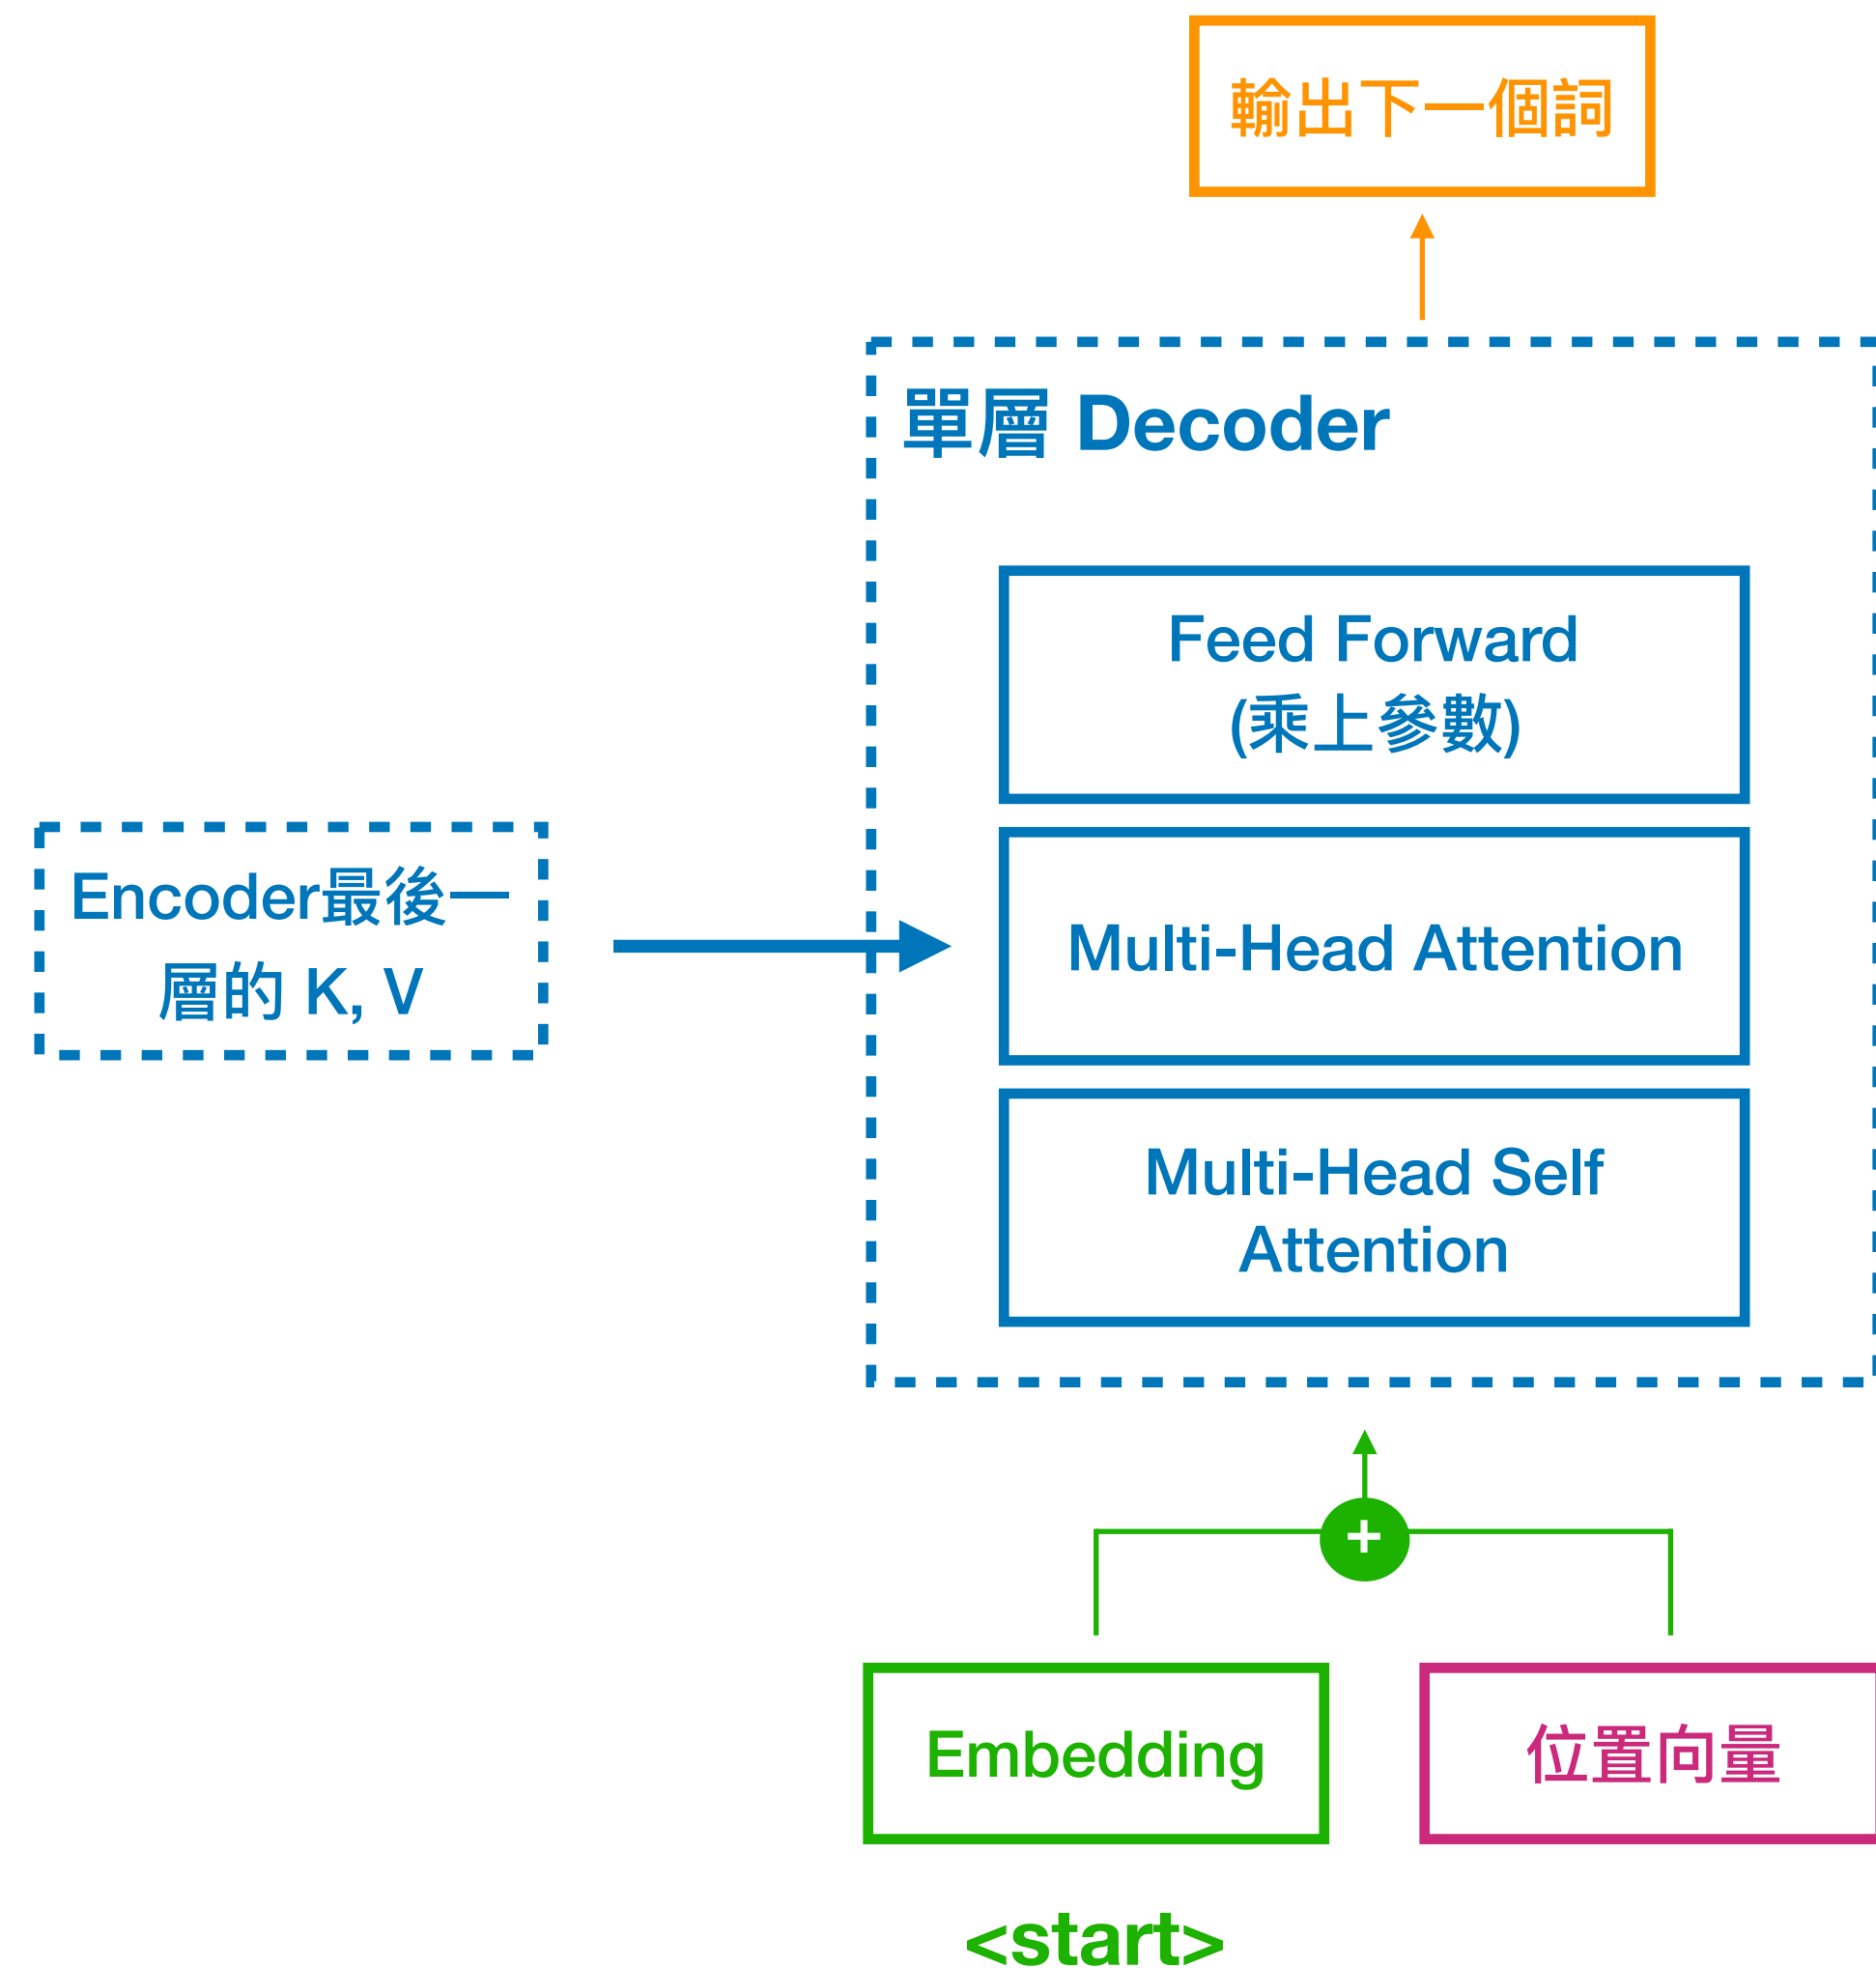 輸出下一個詞
單層 Decoder
Feed Forward
(乘上參數)
Encoder最後一
層的 K, V
Multi-Head Attention
Multi-Head Self
Attention
+
Embedding
位置向量
<start>